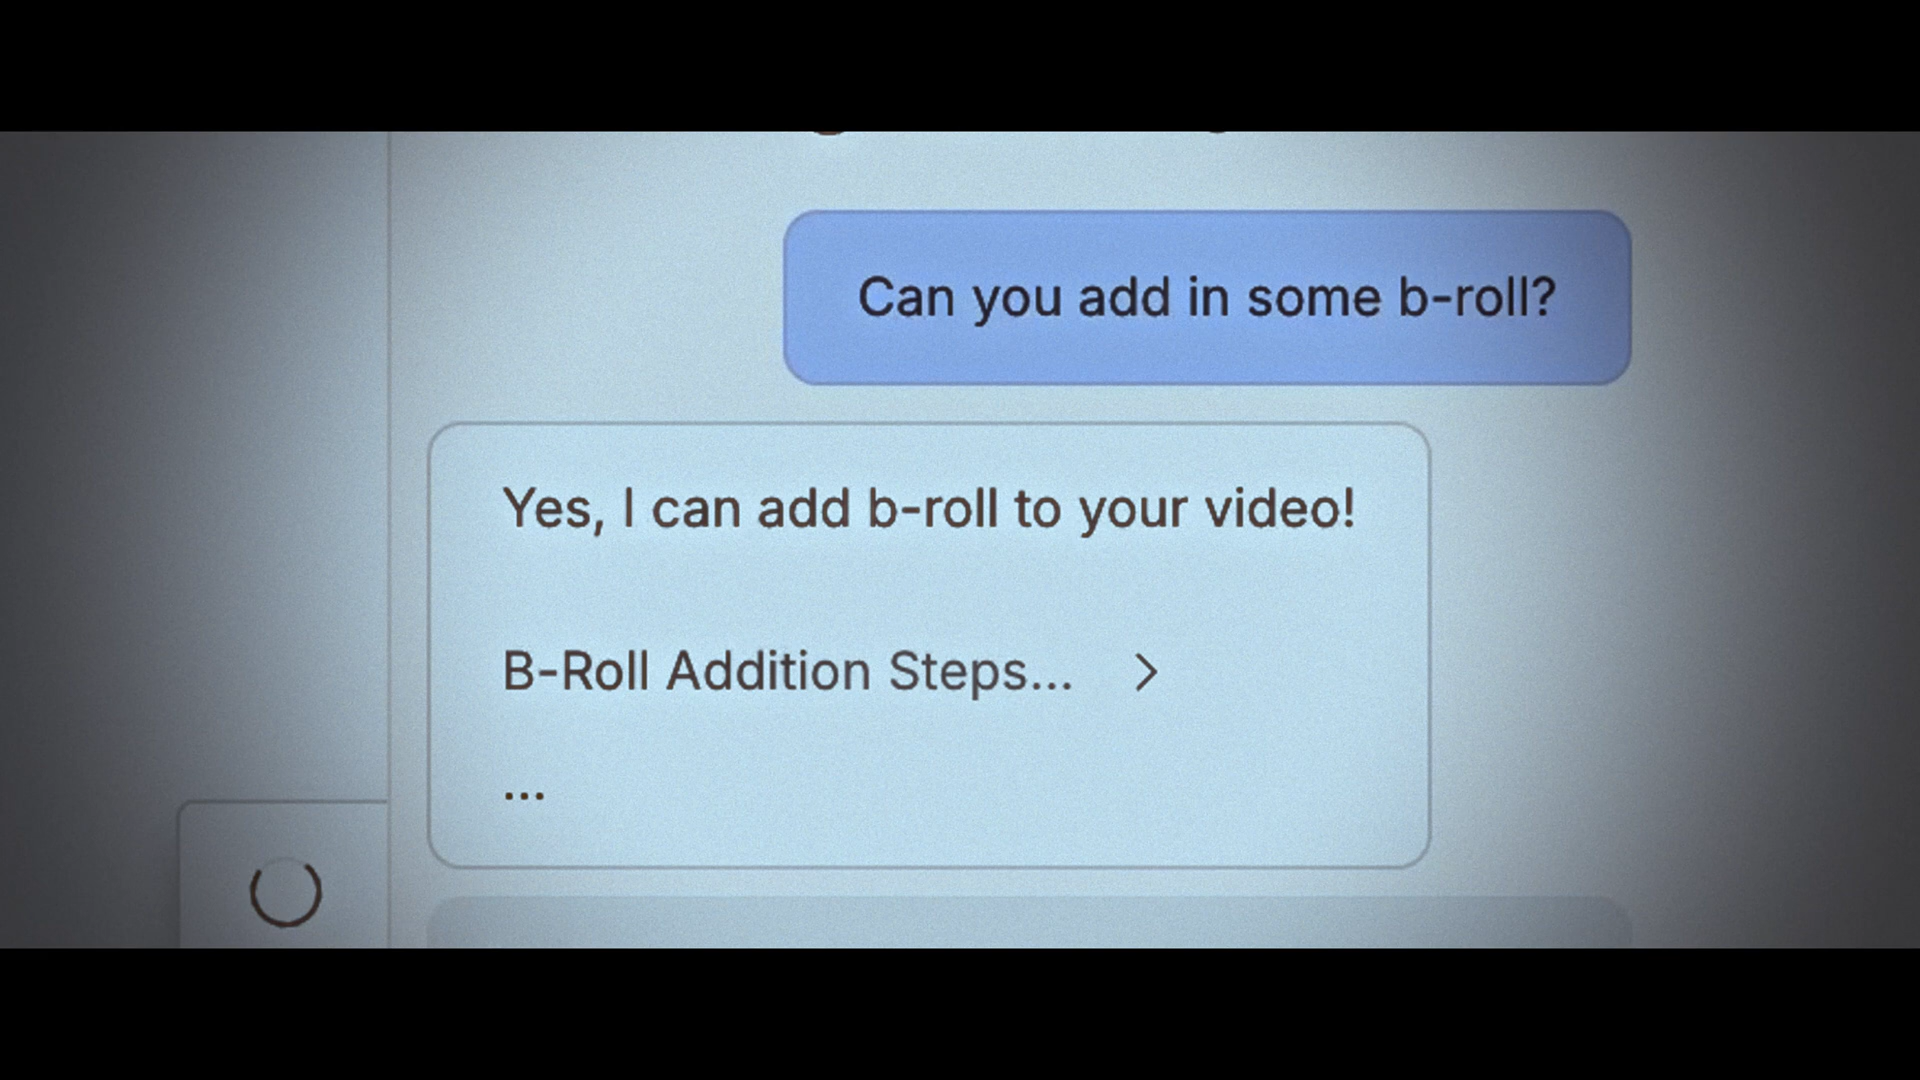 Can you add in some b-roll?
Yes, I can add b-roll to your video!
B-Roll Addition Steps...
...